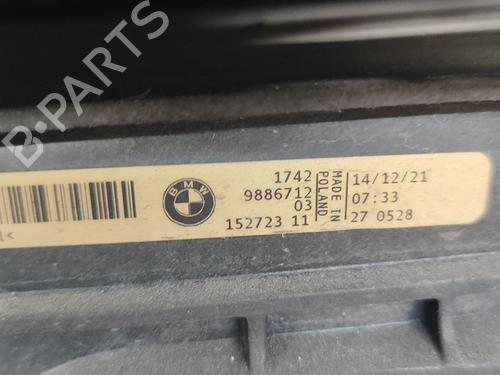 B-PARTS
BMW
1742
9886712
03
152723 11
MADE IN
POLAND
14/12/21
07:33
27 0528